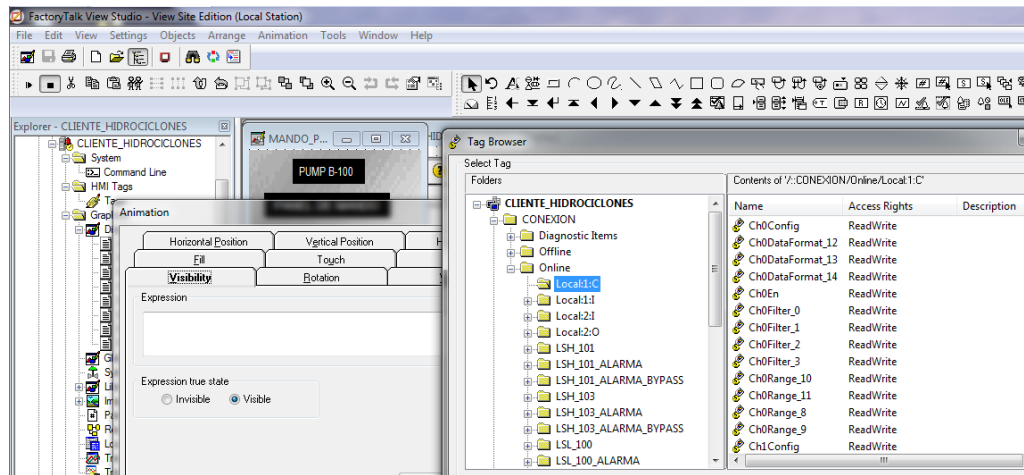 FactoryTalk View Studio - View Site Edition (Local Station)
File Edit View Settings Objects Arrange Animation Tools Window Help
Explorer - CLIENTE_HIDROCICLONES
CLIENTE_HIDROCICLONES
System
Command Line
HMI Tags
MANDO_P...
PUMP B-100
Animation
Horizontal Position Vertical Position
Fill Touch
Visibility Rotation
Expression
Expression true state
Invisible Visible
Tag Browser
Select Tag
Folders
CLIENTE_HIDROCICLONES
CONEXION
Diagnostic Items
Offline
Online
Local:1:C
Local:1:I
Local:2:I
Local:2:O
LSH_101
LSH_101_ALARMA
LSH_101_ALARMA_BYPASS
LSH_103
LSH_103_ALARMA
LSH_103_ALARMA_BYPASS
LSL_100
LSL_100_ALARMA
Contents of '/::CONEXION/Online/Local:1:C'
Name Access Rights Description
Ch0Config ReadWrite
Ch0DataFormat_12 ReadWrite
Ch0DataFormat_13 ReadWrite
Ch0DataFormat_14 ReadWrite
Ch0En ReadWrite
Ch0Filter_0 ReadWrite
Ch0Filter_1 ReadWrite
Ch0Filter_2 ReadWrite
Ch0Filter_3 ReadWrite
Ch0Range_10 ReadWrite
Ch0Range_11 ReadWrite
Ch0Range_8 ReadWrite
Ch0Range_9 ReadWrite
Ch1Config ReadWrite